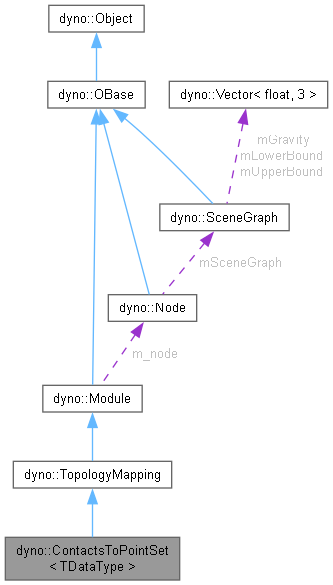 dyno::Object
dyno::OBase
dyno::Vector< float, 3 >
mGravity
mLowerBound
mUpperBound
dyno::SceneGraph
mSceneGraph
dyno::Node
m_node
dyno::Module
dyno::TopologyMapping
dyno::ContactsToPointSet
< TDataType >